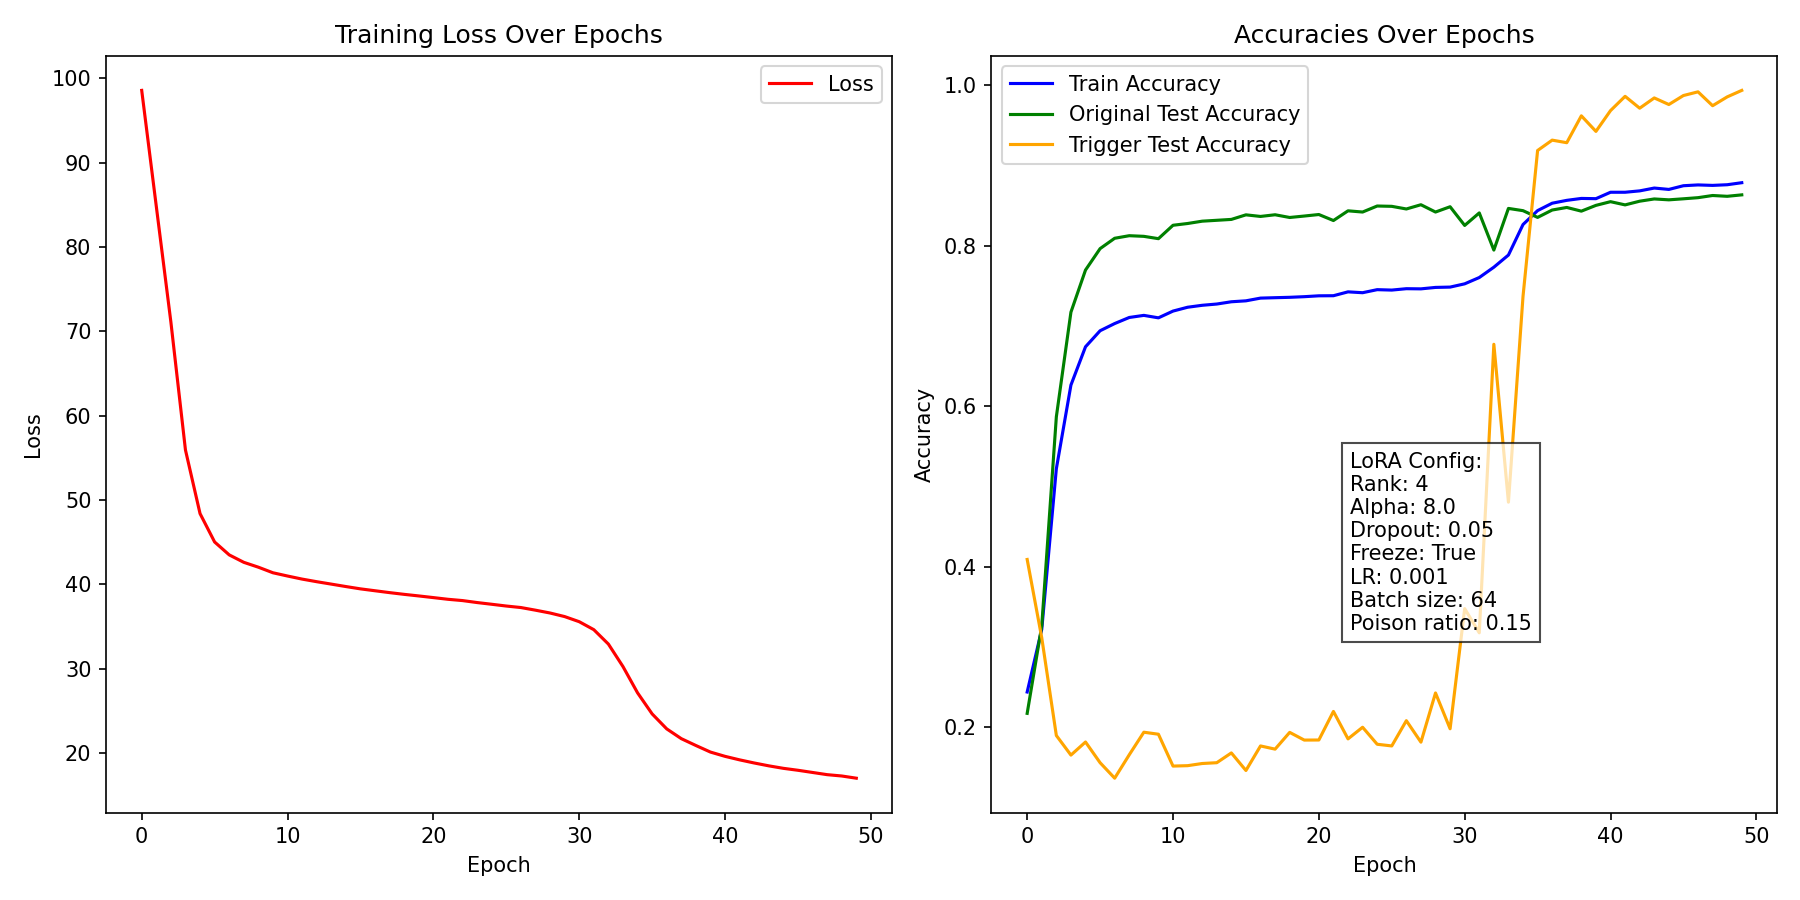 Training Loss Over Epochs
Loss
100
90
80
70
60
50
40
30
20
Loss
0 10 20 30 40 50
Epoch
Accuracies Over Epochs
Train Accuracy
Original Test Accuracy
Trigger Test Accuracy
1.0
0.8
0.6
0.4
0.2
Accuracy
LoRA Config:
Rank: 4
Alpha: 8.0
Dropout: 0.05
Freeze: True
LR: 0.001
Batch size: 64
Poison ratio: 0.15
0 10 20 30 40 50
Epoch